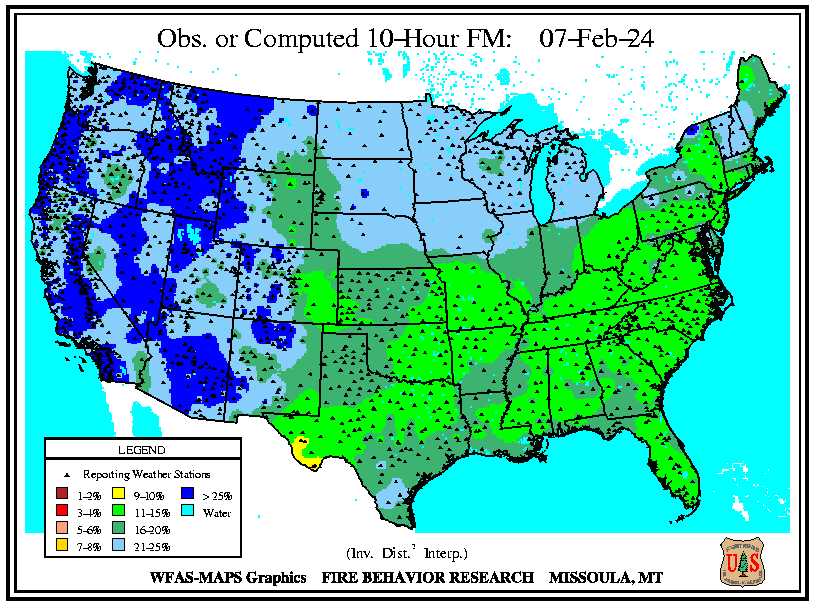 Obs. or Computed 10-Hour FM: 07-Feb-24
LEGEND
Reporting Weather Stations
1-2% 9-10% > 25%
3-4% 11-15% Water
5-6% 16-20%
7-8% 21-25%
(Inv. Dist.² Interp.)
WFAS-MAPS Graphics FIRE BEHAVIOR RESEARCH MISSOULA, MT
U S